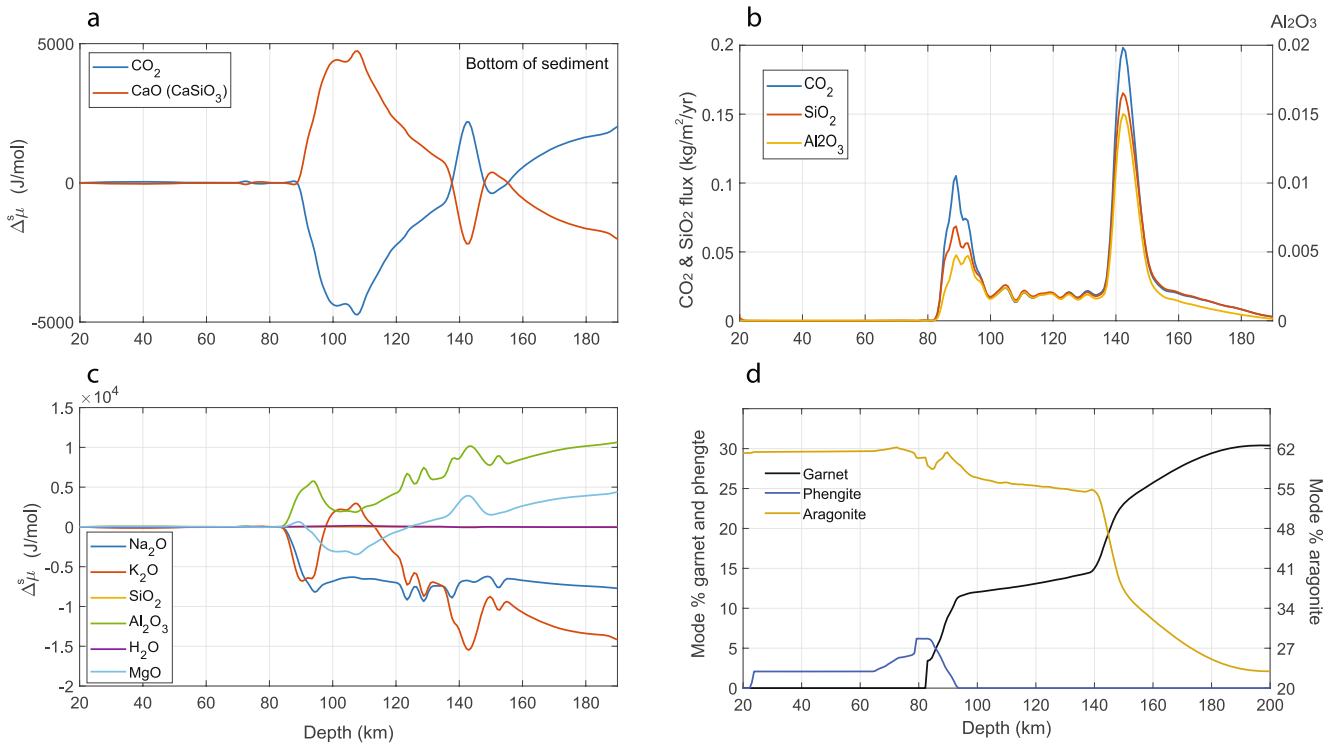 a
5000
0
-5000
Δμˢ (J/mol)
CO₂
CaO (CaSiO₃)
Bottom of sediment
20 40 60 80 100 120 140 160 180
b
Al₂O₃
0.2
0.15
0.1
0.05
0
CO₂ & SiO₂ flux (kg/m²/yr)
CO₂
SiO₂
Al2O₃
0.02
0.015
0.01
0.005
0
20 40 60 80 100 120 140 160 180
c
×10⁴
1.5
1
0.5
0
-0.5
-1
-1.5
-2
Δμˢ (J/mol)
Na₂O
K₂O
SiO₂
Al₂O₃
H₂O
MgO
20 40 60 80 100 120 140 160 180
Depth (km)
d
30
25
20
15
10
5
0
Mode % garnet and phengte
Garnet
Phengite
Aragonite
62
55
48
41
34
27
20
Mode % aragonite
20 40 60 80 100 120 140 160 180 200
Depth (km)